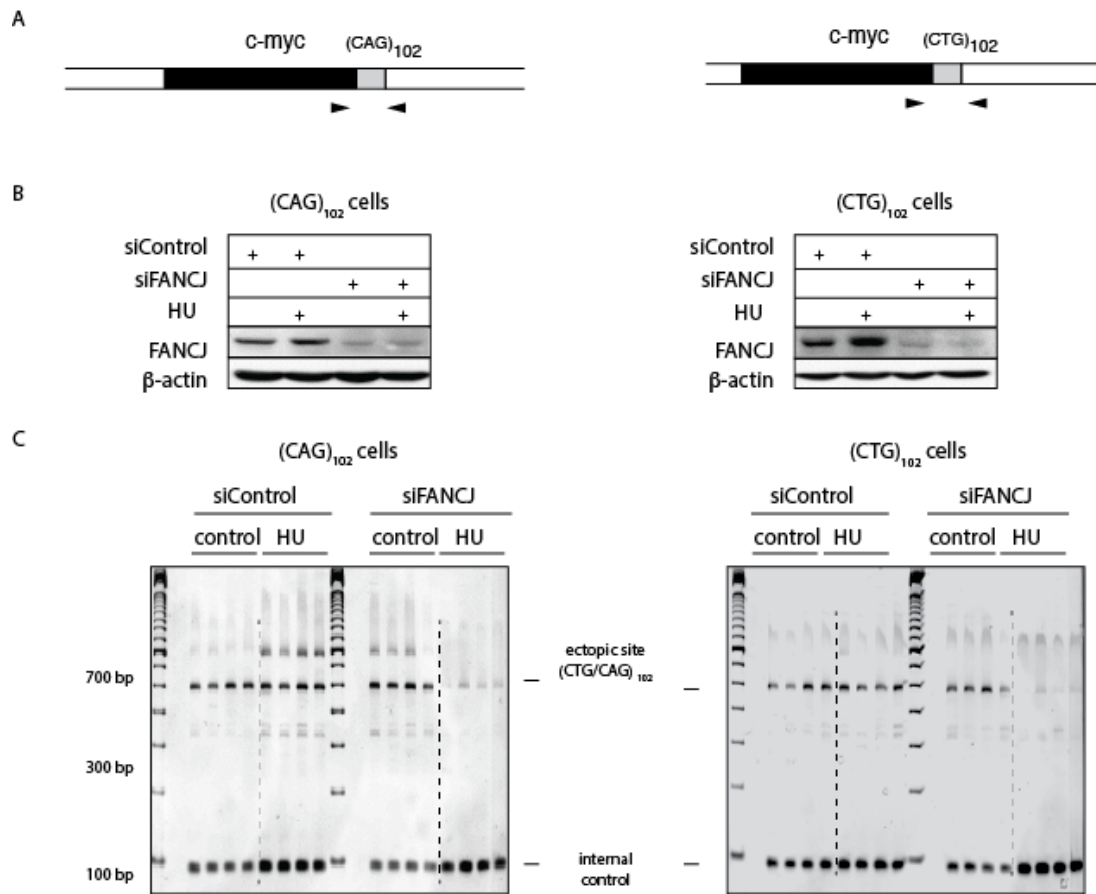 A
c-myc (CAG)102
c-myc (CTG)102
B
(CAG)102 cells
(CTG)102 cells
siControl + +
siFANCJ + +
HU + +
FANCJ
β-actin
siControl + +
siFANCJ + +
HU + +
FANCJ
β-actin
C
(CAG)102 cells
(CTG)102 cells
siControl siFANCJ
control HU control HU
siControl siFANCJ
control HU control HU
700 bp
300 bp
100 bp
ectopic site
(CTG/CAG)102
internal
control